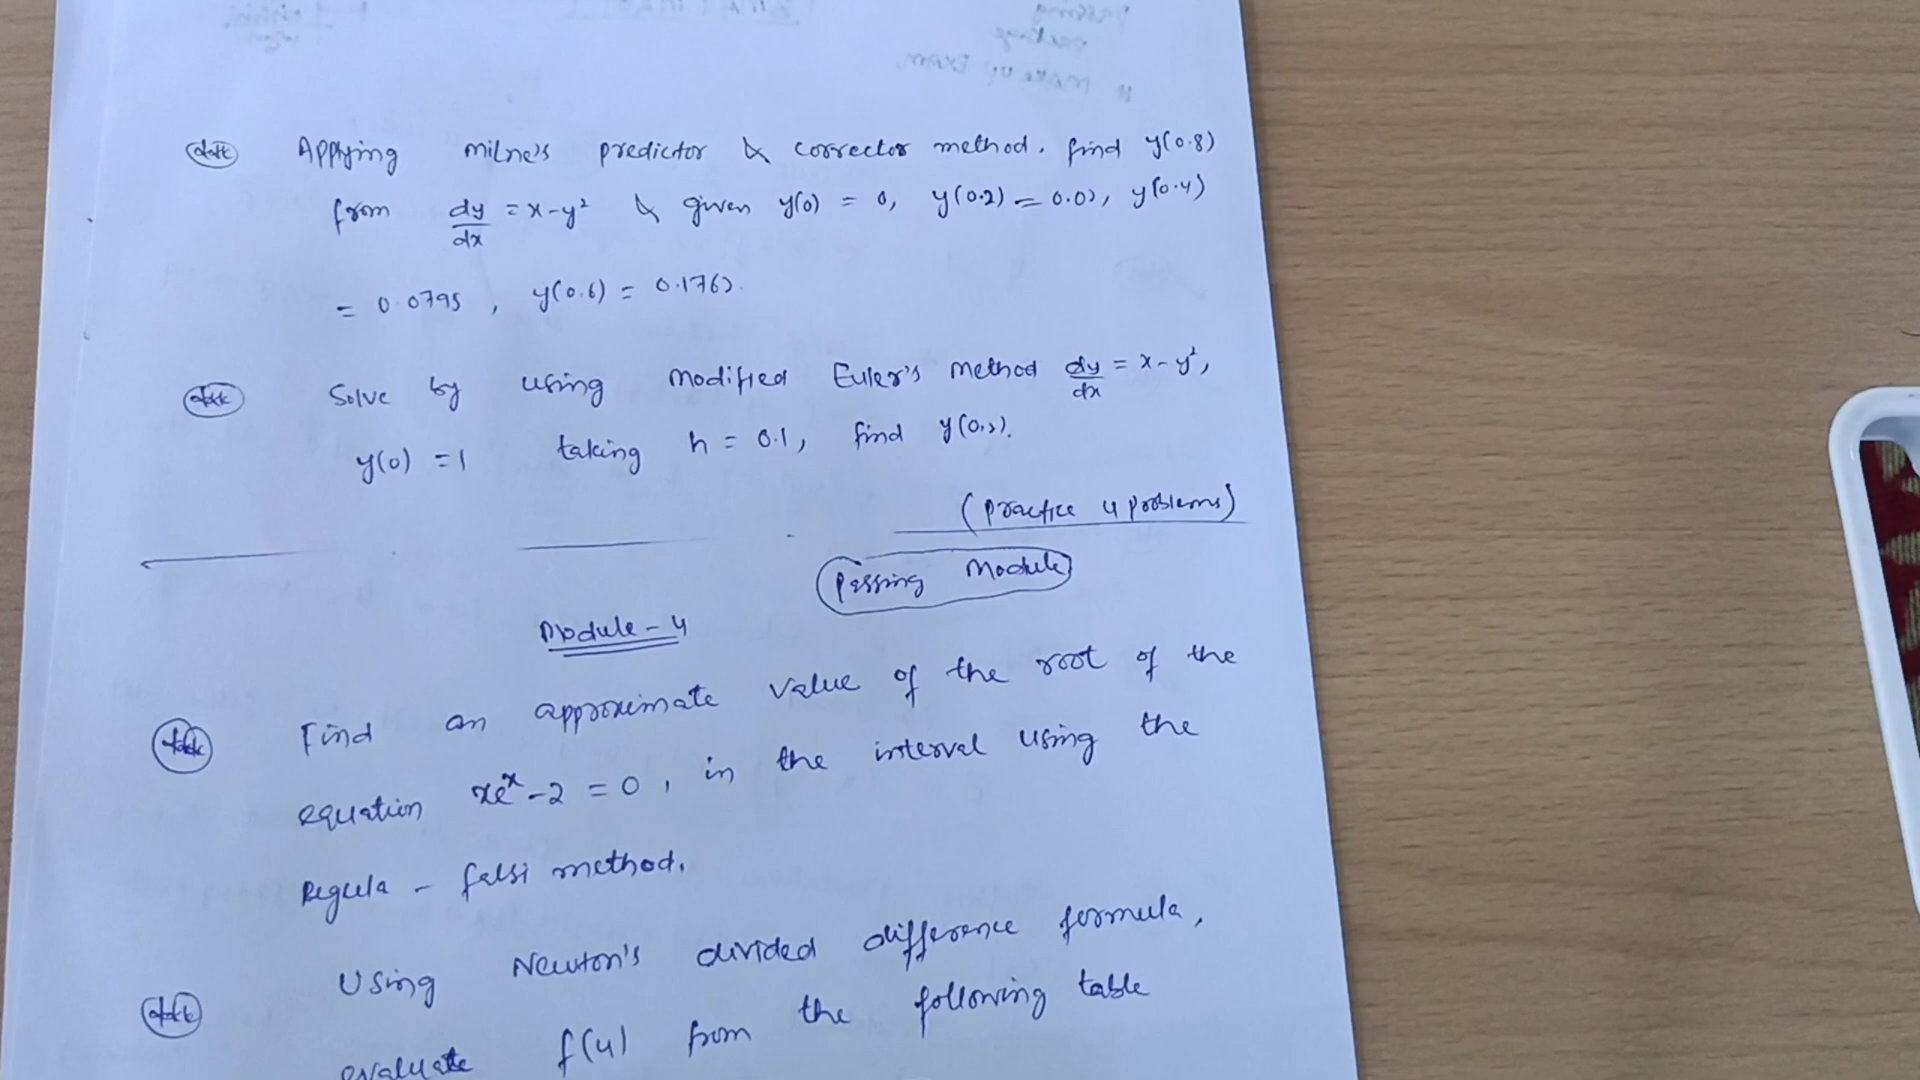 Applying milne's predictor & corrector method. find y(0.8)
from dy/dx = x-y² & given y(0) = 0, y(0.2) = 0.02, y(0.4)
= 0.0795, y(0.6) = 0.1762.
Solve by using modified Euler's method dy/dx = x-y²,
y(0) = 1 taking h = 0.1, find y(0.2).
(practice 4 problems)
Passing Module
Module-4
Find an approximate value of the root of the
equation xeˣ-2 = 0, in the interval using the
Regula - falsi method.
Using Newton's divided difference formula,
evaluate f(4) from the following table